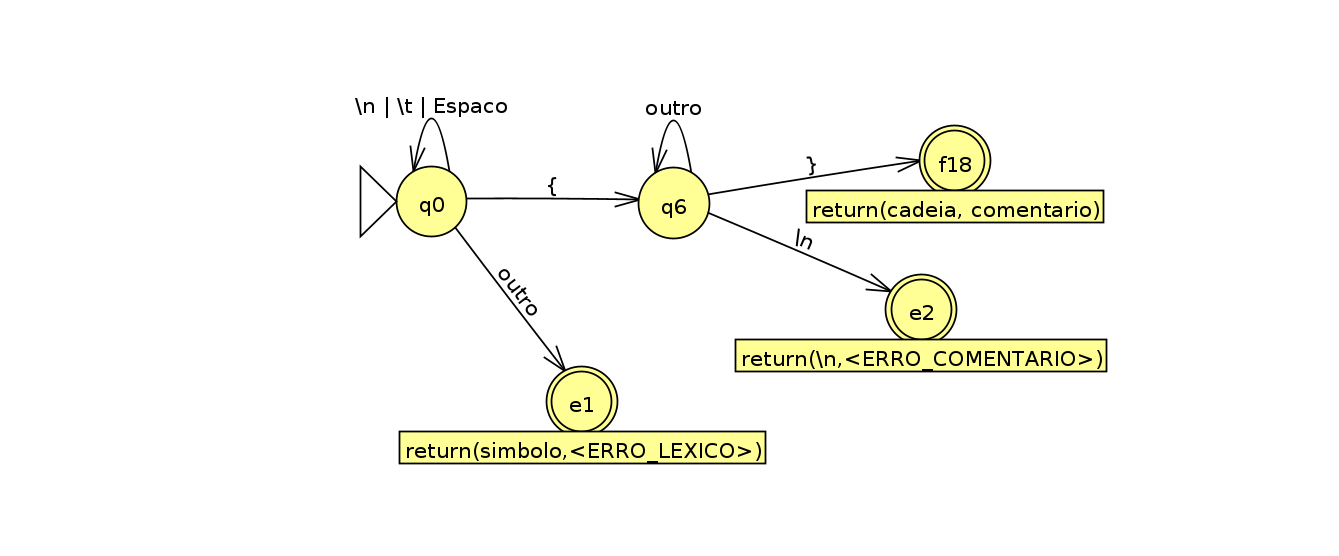 \n | \t | Espaco
outro
}
f18
{
q0
q6
return(cadeia, comentario)
\n
outro
e2
return(\n,<ERRO_COMENTARIO>)
e1
return(simbolo,<ERRO_LEXICO>)